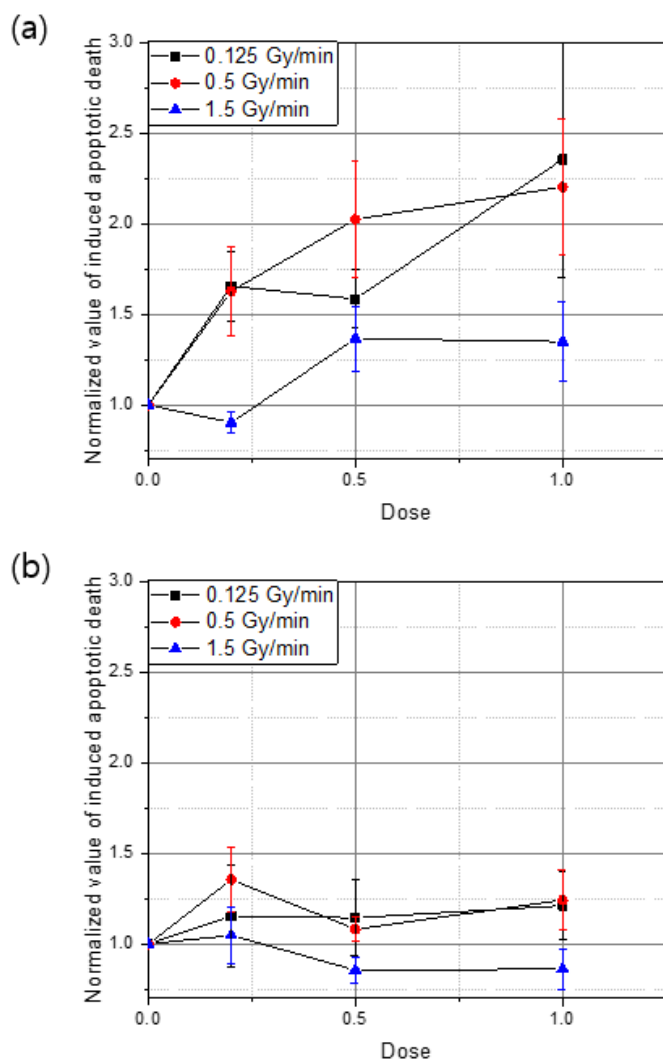 (a)
3.0
0.125 Gy/min
0.5 Gy/min
1.5 Gy/min
2.5
2.0
1.5
1.0
Normalized value of induced apoptotic death
0.0 0.5 1.0
Dose
(b)
3.0
0.125 Gy/min
0.5 Gy/min
1.5 Gy/min
2.5
2.0
1.5
1.0
Normalized value of induced apoptotic death
0.0 0.5 1.0
Dose